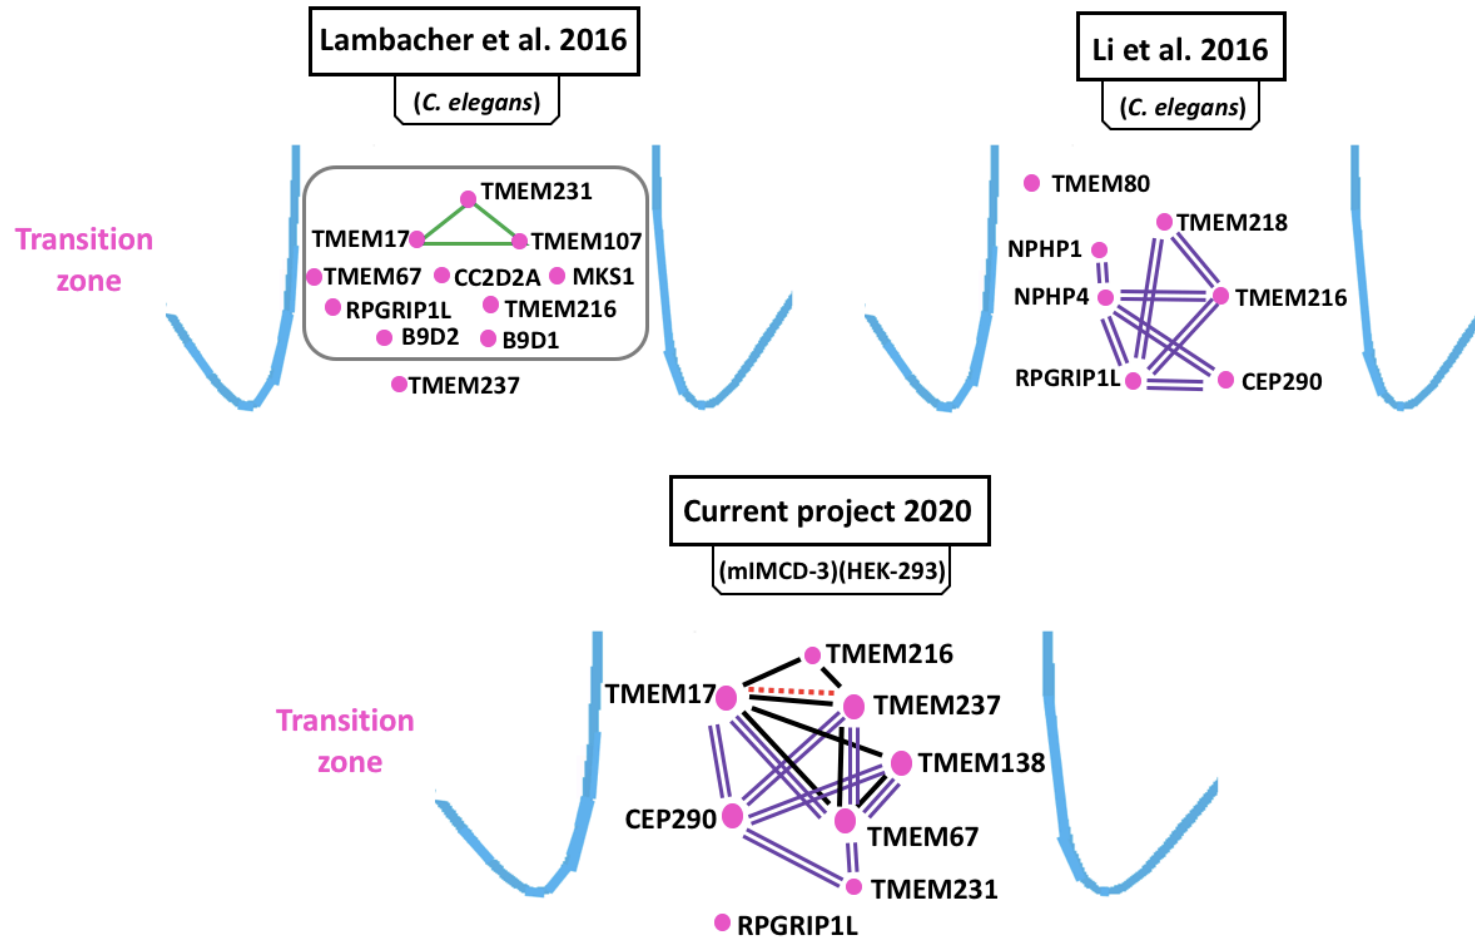 Lambacher et al. 2016
(C. elegans)
Li et al. 2016
(C. elegans)
Transition
zone
TMEM231
TMEM17
TMEM107
TMEM67
CC2D2A
MKS1
RPGRIP1L
TMEM216
B9D2
B9D1
TMEM237
TMEM80
TMEM218
NPHP1
NPHP4
TMEM216
RPGRIP1L
CEP290
Current project 2020
(mIMCD-3)(HEK-293)
Transition
zone
TMEM216
TMEM17
TMEM237
TMEM138
CEP290
TMEM67
TMEM231
RPGRIP1L